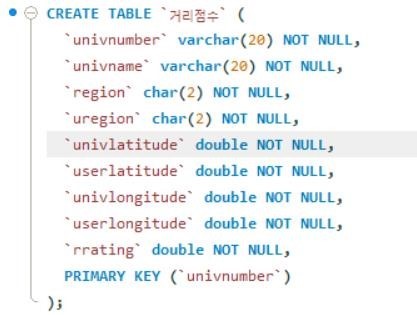 CREATE TABLE `거리점수` (
`univnumber` varchar(20) NOT NULL,
`univname` varchar(20) NOT NULL,
`region` char(2) NOT NULL,
`uregion` char(2) NOT NULL,
`univlatitude` double NOT NULL,
`userlatitude` double NOT NULL,
`univlongitude` double NOT NULL,
`userlongitude` double NOT NULL,
`rrating` double NOT NULL,
PRIMARY KEY (`univnumber`)
);